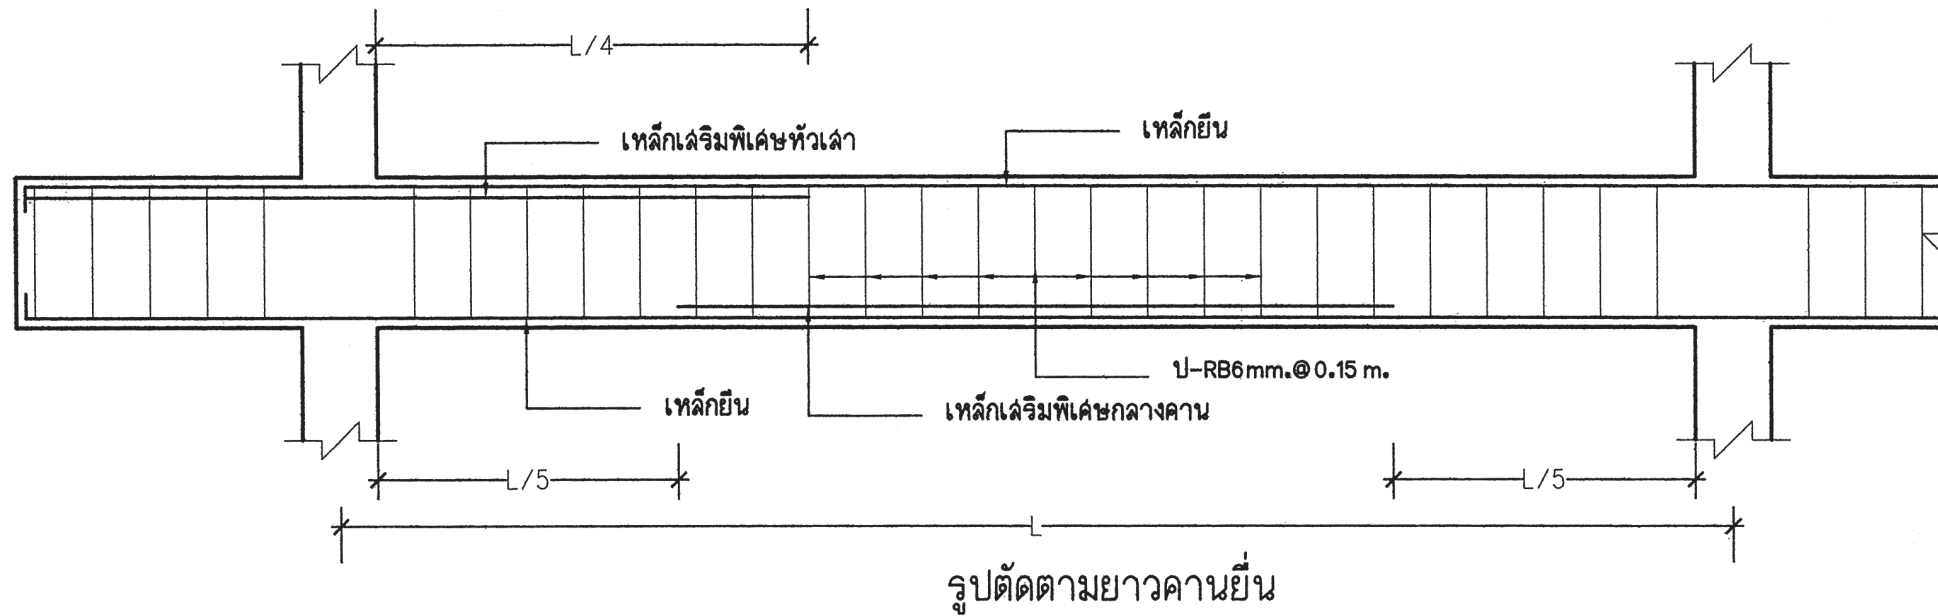 L/4
เหล็กเสริมพิเศษหัวเสา
เหล็กยืน
ป-RB6mm.@0.15 m.
เหล็กยืน
เหล็กเสริมพิเศษกลางคาน
L/5
L/5
L
รูปตัดตามยาวคานยื่น